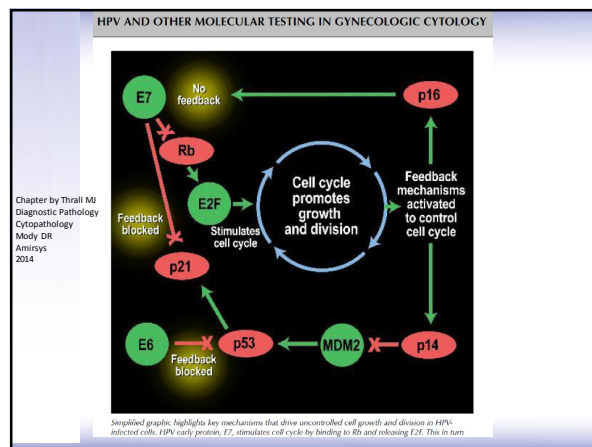 HPV AND OTHER MOLECULAR TESTING IN GYNECOLOGIC CYTOLOGY
E7
No
feedback
p16
Rb
E2F
Stimulates
cell cycle
Cell cycle
promotes
growth
and division
Feedback
mechanisms
activated
to control
cell cycle
Feedback
blocked
p21
E6
Feedback
blocked
p53
MDM2
p14
Chapter by Thrall MJ
Diagnostic Pathology
Cytopathology
Mody DR
Amirsys
2014
Simplified graphic highlights key mechanisms that drive uncontrolled cell growth and division in HPV-
infected cells. HPV early protein, E7, stimulates cell cycle by binding to Rb and releasing E2F. This in turn